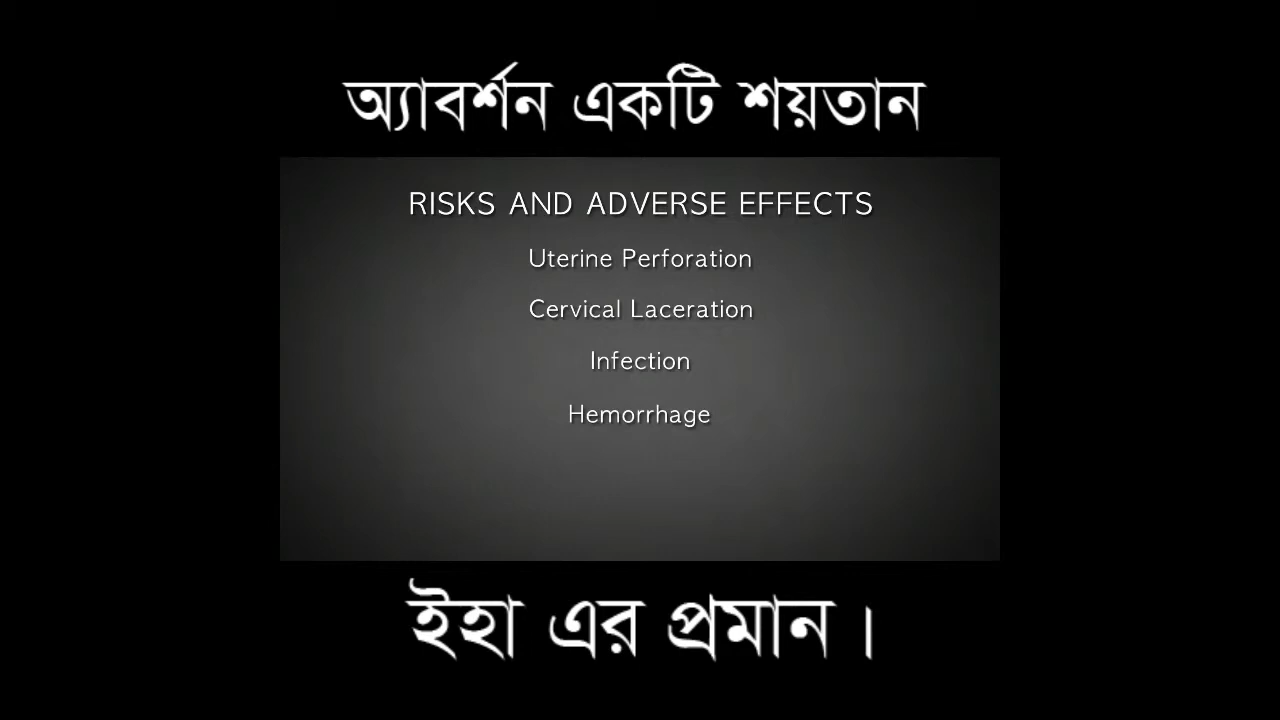 অ্যাবর্শন একটি শয়তান
RISKS AND ADVERSE EFFECTS
Uterine Perforation
Cervical Laceration
Infection
Hemorrhage
ইহা এর প্রমান।